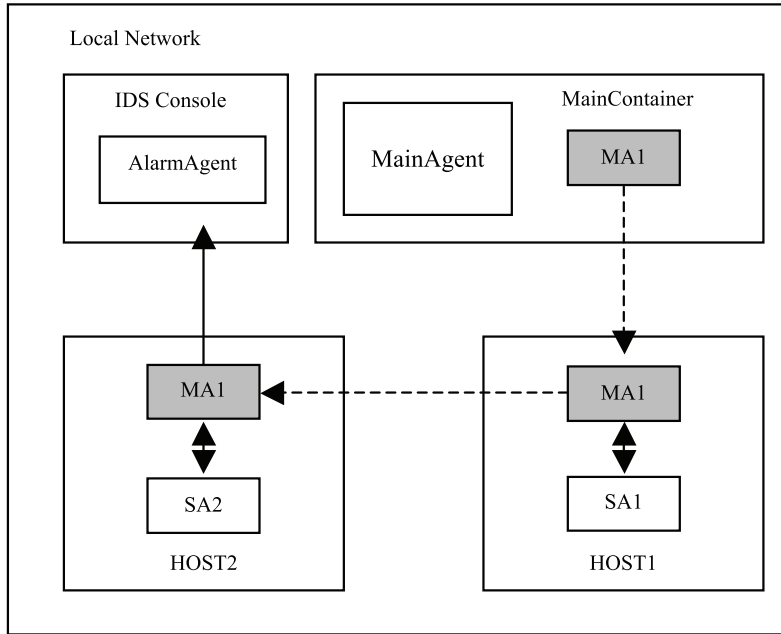 Local Network
IDS Console
AlarmAgent
MainContainer
MainAgent
MA1
MA1
SA2
HOST2
MA1
SA1
HOST1